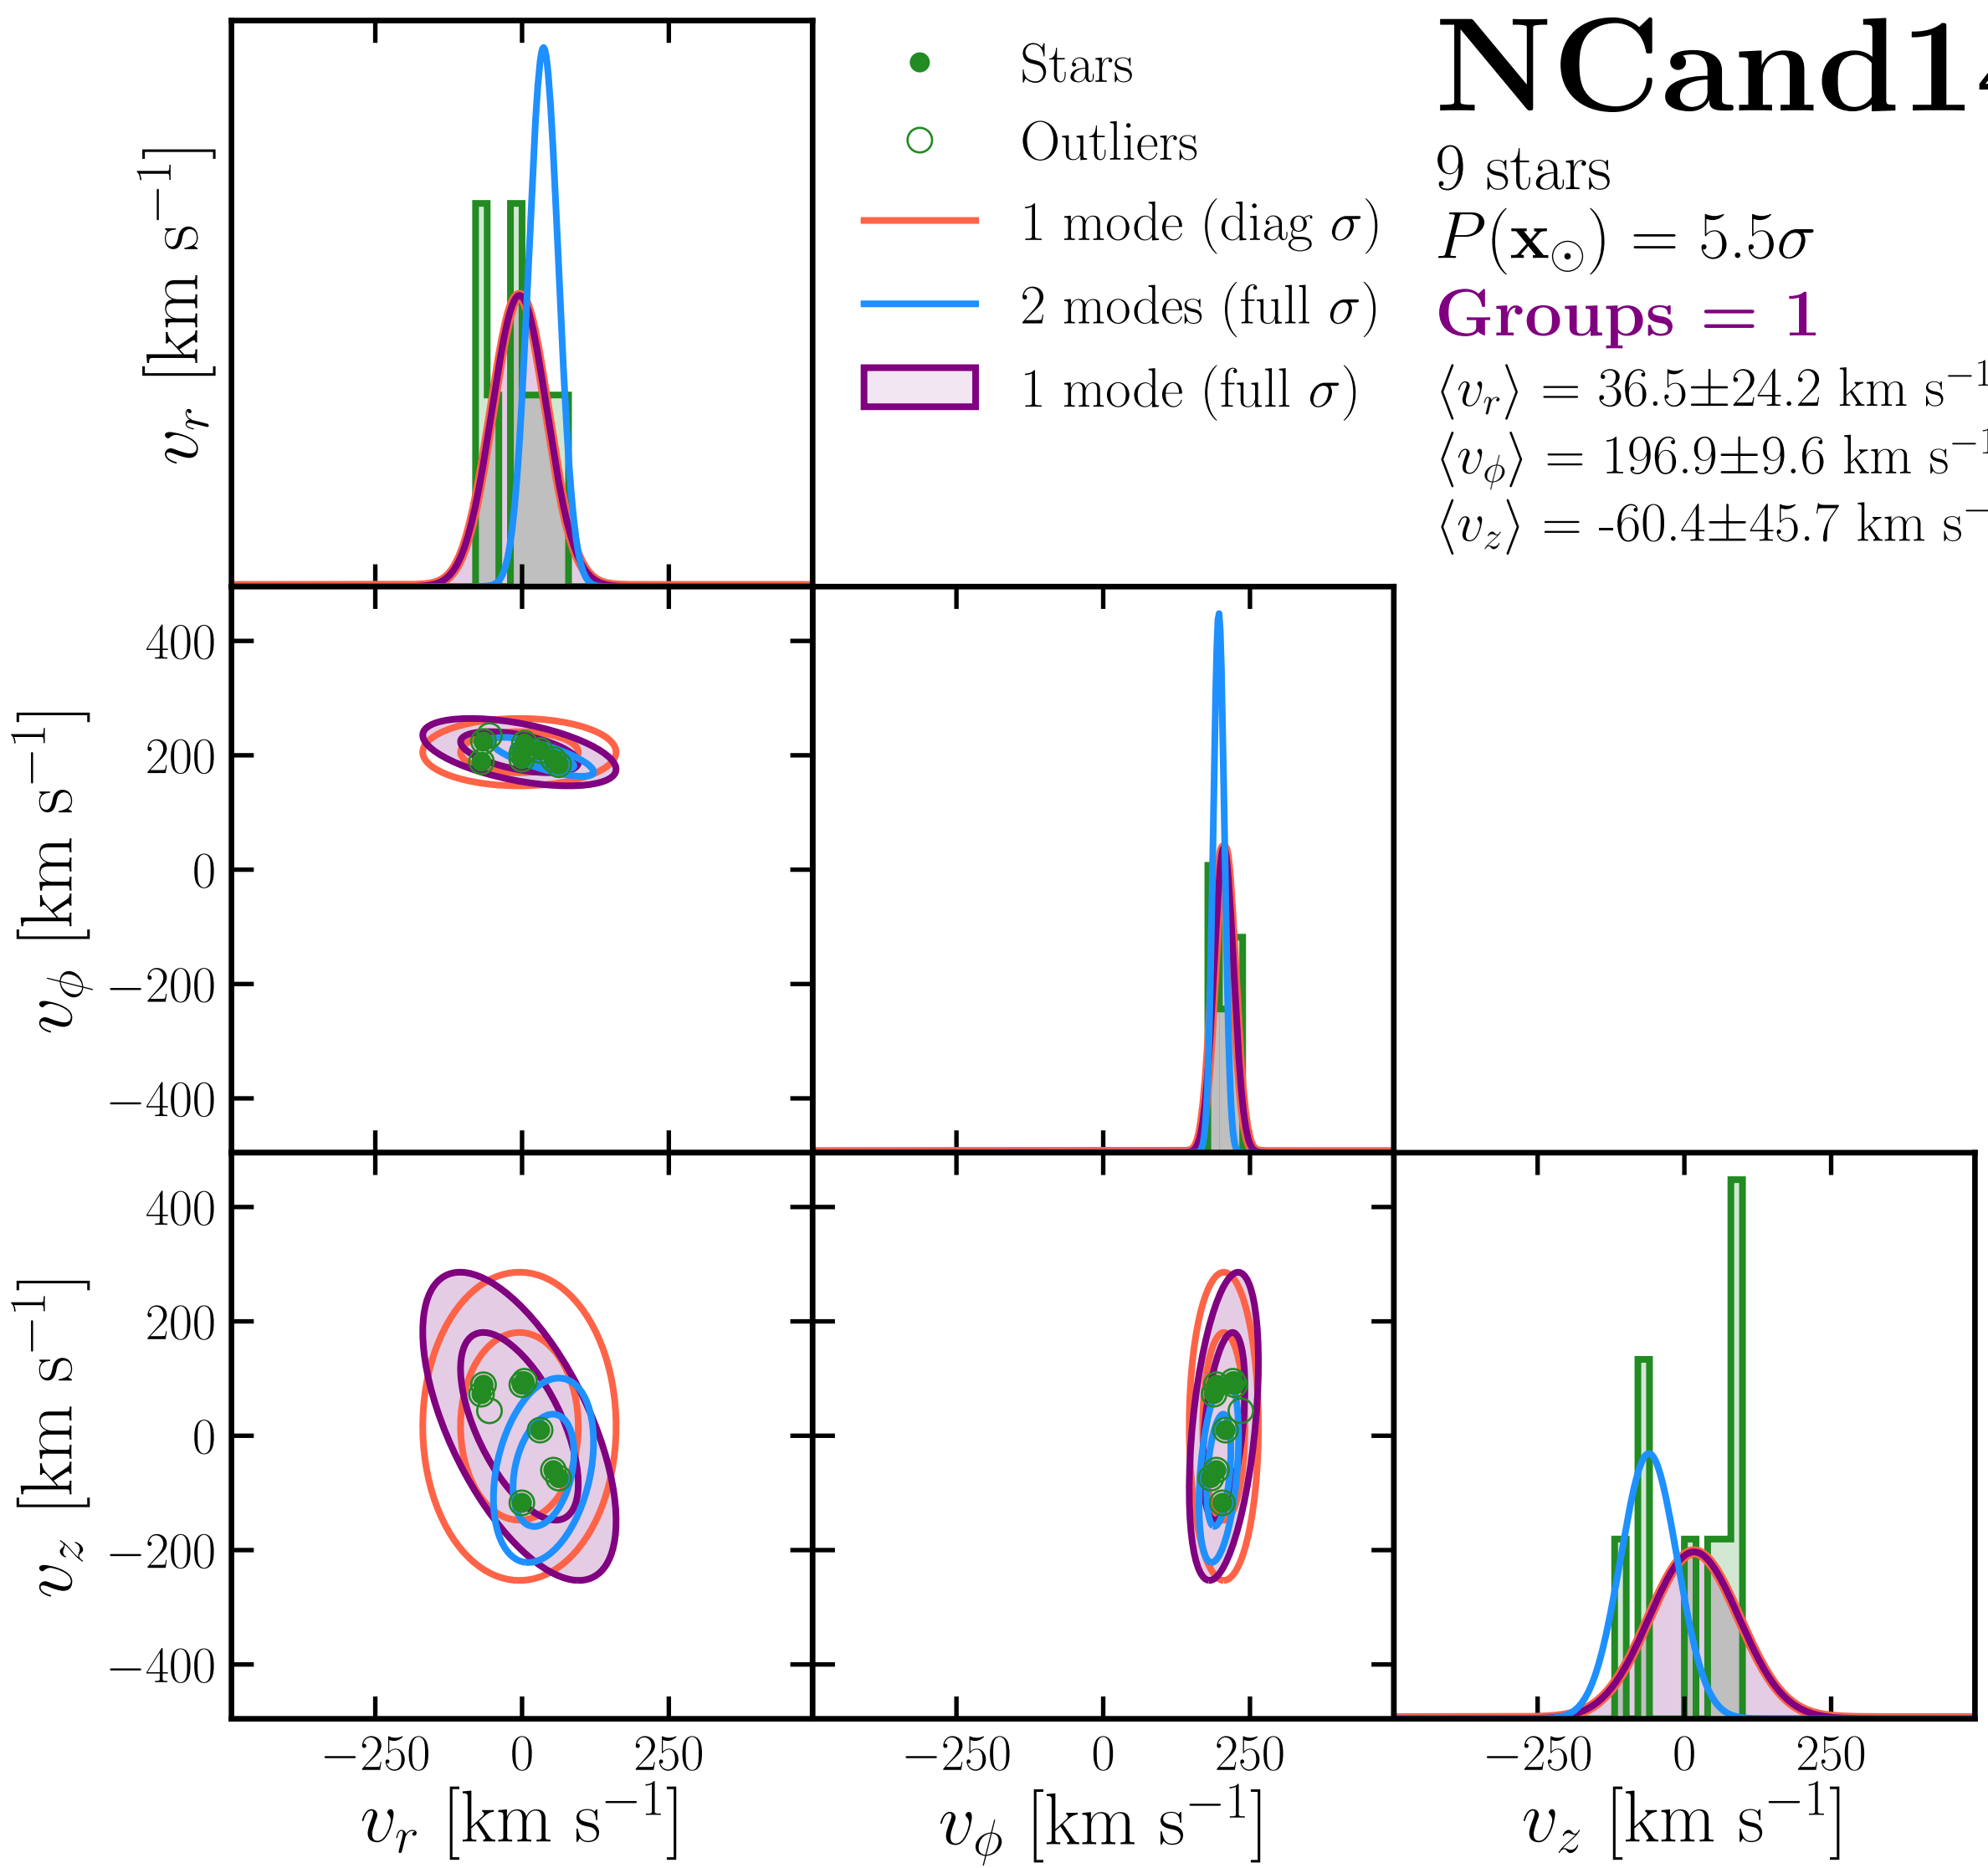 NCand14
9 stars
P(x⊙) = 5.5σ
Groups = 1
⟨v_r⟩ = 36.5±24.2 km s⁻¹
⟨v_ϕ⟩ = 196.9±9.6 km s⁻¹
⟨v_z⟩ = -60.4±45.7 km s⁻
Stars
Outliers
1 mode (diag σ)
2 modes (full σ)
1 mode (full σ)
v_r [km s⁻¹]
v_ϕ [km s⁻¹]
400
200
0
−200
−400
v_z [km s⁻¹]
400
200
0
−200
−400
−250 0 250
v_r [km s⁻¹]
−250 0 250
v_ϕ [km s⁻¹]
−250 0 250
v_z [km s⁻¹]